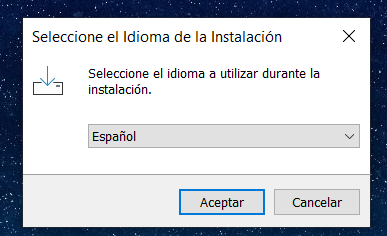 Seleccione el Idioma de la Instalación
Seleccione el idioma a utilizar durante la
instalación.
Español
Aceptar
Cancelar